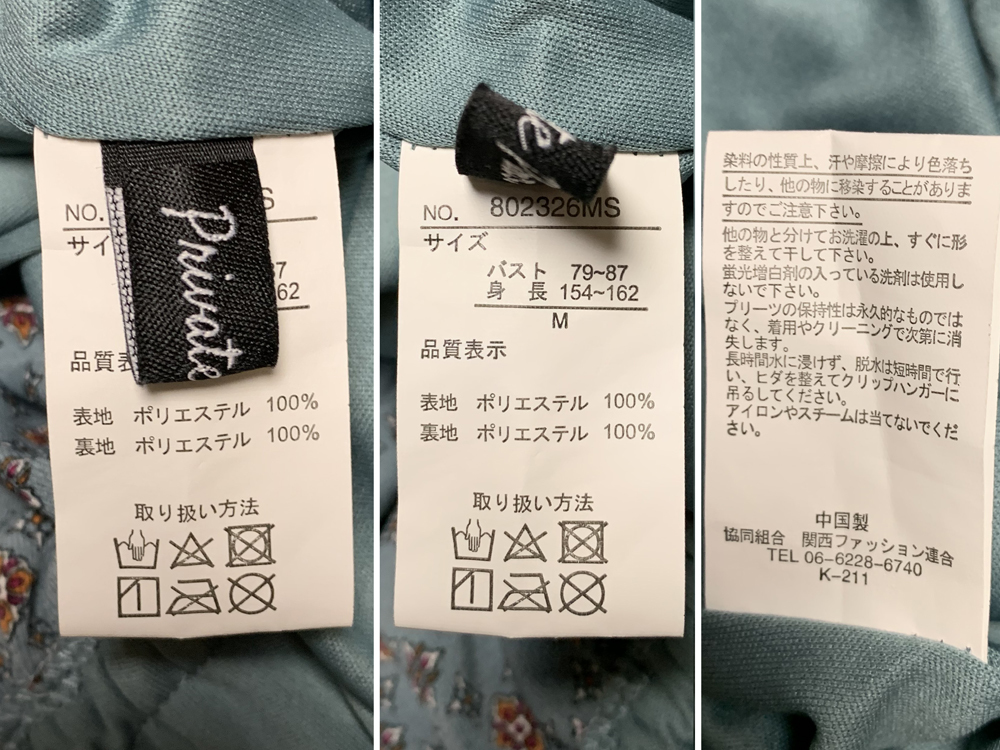 Private
NO.
S
サイ
87
62
品質表
表地 ポリエステル 100%
裏地 ポリエステル 100%
取り扱い方法
NO. 802326MS
サイズ
バスト 79~87
身長 154~162
M
品質表示
表地 ポリエステル 100%
裏地 ポリエステル 100%
取り扱い方法
染料の性質上、汗や摩擦により色落ち
したり、他の物に移染することがありま
すのでご注意下さい。
他の物と分けてお洗濯の上、すぐに形
を整えて干して下さい。
蛍光増白剤の入っている洗剤は使用し
ないで下さい。
プリーツの保持性は永久的なものでは
なく、着用やクリーニングで次第に消
失します。
長時間水に浸けず、脱水は短時間で行
い、ヒダを整えてクリップハンガーに
吊るしてください。
アイロンやスチームは当てないでくだ
さい。
中国製
協同組合 関西ファッション連合
TEL 06-6228-6740
K-211